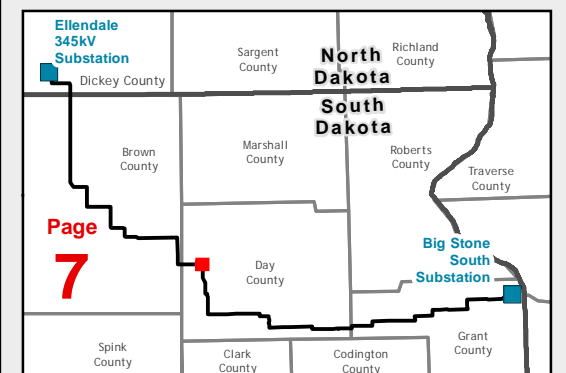 Ellendale
345kV
Substation
Dickey County
Sargent
County
North
Dakota
Richland
County
South
Dakota
Brown
County
Marshall
County
Roberts
County
Traverse
County
Page
7
Day
County
Big Stone
South
Substation
Spink
County
Clark
County
Codington
County
Grant
County